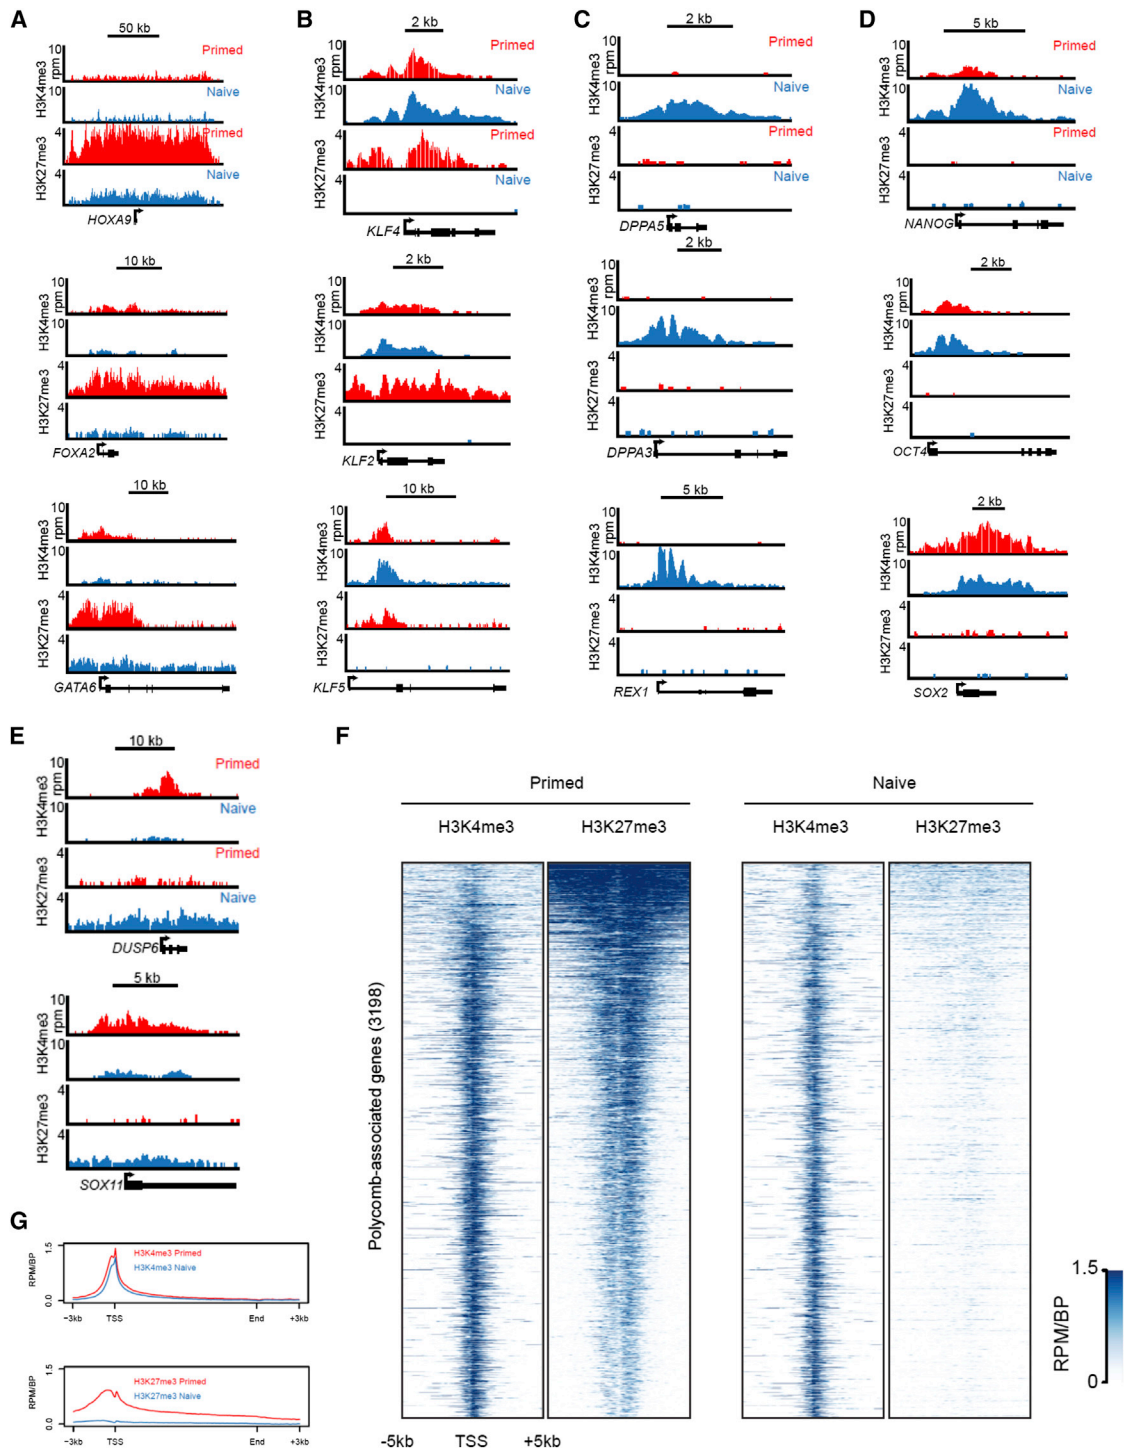 A
50 kb
10
rpm
H3K4me3
Primed
10
Naive
4
H3K27me3
Primed
4
Naive
HOXA9
10 kb
10
rpm
H3K4me3
10
4
H3K27me3
4
FOXA2
10 kb
10
rpm
H3K4me3
10
4
H3K27me3
4
GATA6
B
2 kb
10
rpm
H3K4me3
Primed
10
Naive
4
H3K27me3
Primed
4
Naive
KLF4
2 kb
10
rpm
H3K4me3
10
4
H3K27me3
4
KLF2
10 kb
10
rpm
H3K4me3
10
4
H3K27me3
4
KLF5
C
2 kb
10
rpm
H3K4me3
Primed
10
Naive
4
H3K27me3
Primed
4
Naive
DPPA5
2 kb
10
rpm
H3K4me3
10
4
H3K27me3
4
DPPA3
5 kb
10
rpm
H3K4me3
10
4
H3K27me3
4
REX1
D
5 kb
10
rpm
H3K4me3
Primed
10
Naive
4
H3K27me3
Primed
4
Naive
NANOG
2 kb
10
rpm
H3K4me3
10
4
H3K27me3
4
OCT4
2 kb
10
rpm
H3K4me3
10
4
H3K27me3
4
SOX2
E
10 kb
10
rpm
H3K4me3
Primed
10
Naive
4
H3K27me3
Primed
4
Naive
DUSP6
5 kb
10
rpm
H3K4me3
10
4
H3K27me3
4
SOX11
F
Primed
Naive
H3K4me3
H3K27me3
H3K4me3
H3K27me3
Polycomb-associated genes (3198)
-5kb
TSS
+5kb
1.5
0
RPM/BP
G
1.5
0.0
RPM/BP
H3K4me3 Primed
H3K4me3 Naive
−3kb
TSS
End
+3kb
1.5
0.0
RPM/BP
H3K27me3 Primed
H3K27me3 Naive
−3kb
TSS
End
+3kb